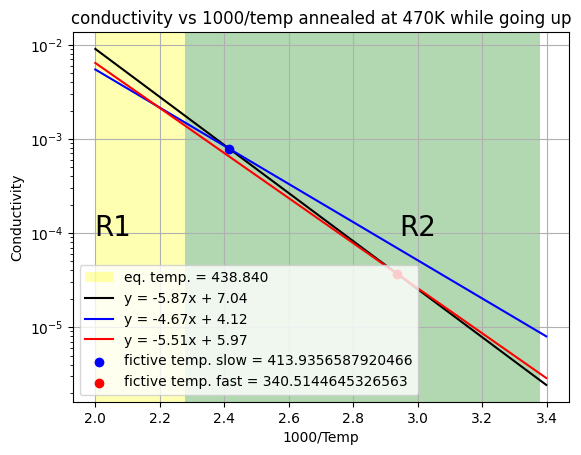 conductivity vs 1000/temp annealed at 470K while going up
10⁻²
10⁻³
10⁻⁴
10⁻⁵
Conductivity
R1
R2
eq. temp. = 438.840
y = -5.87x + 7.04
y = -4.67x + 4.12
y = -5.51x + 5.97
fictive temp. slow = 413.9356587920466
fictive temp. fast = 340.5144645326563
2.0 2.2 2.4 2.6 2.8 3.0 3.2 3.4
1000/Temp